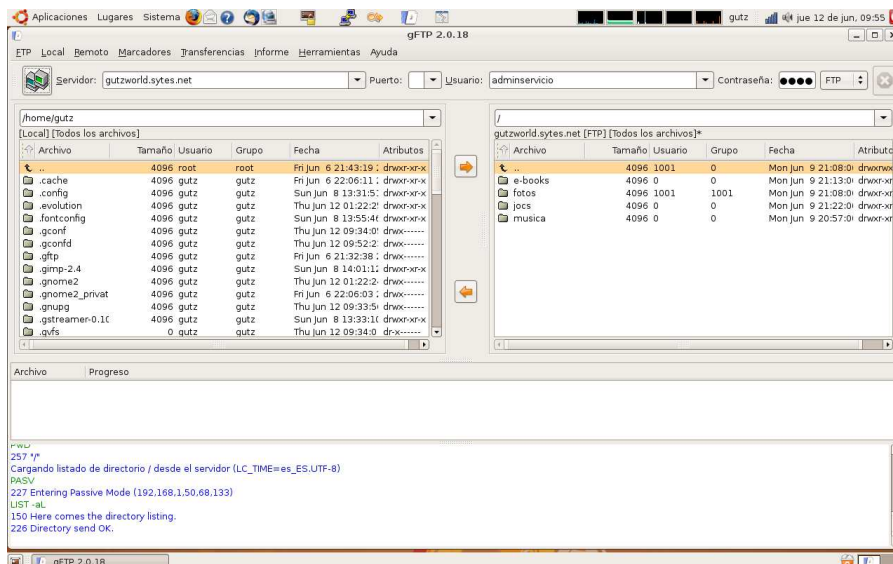 Aplicaciones Lugares Sistema gutz jue 12 de jun, 09:55
gFTP 2.0.18
FTP Local Remoto Marcadores Transferencias Informe Herramientas Ayuda
Servidor: gutzworld.sytes.net Puerto: Usuario: adminservicio Contraseña: FTP
/home/gutz
[Local] [Todos los archivos]
Archivo Tamaño Usuario Grupo Fecha Atributos
.. 4096 root root Fri Jun 6 21:43:19 drwxr-xr-x
.cache 4096 gutz gutz Fri Jun 6 22:06:11 drwxr-xr-x
.config 4096 gutz gutz Sun Jun 8 13:31:5 drwxr-xr-x
.evolution 4096 gutz gutz Thu Jun 12 01:22:2 drwxr-xr-x
.fontconfig 4096 gutz gutz Sun Jun 8 13:55:4 drwxr-xr-x
.gconf 4096 gutz gutz Thu Jun 12 09:34:0 drwx------
.gconfd 4096 gutz gutz Thu Jun 12 09:52:2 drwx------
.gftp 4096 gutz gutz Fri Jun 6 21:32:38 drwx------
.gimp-2.4 4096 gutz gutz Sun Jun 8 14:01:1 drwxr-xr-x
.gnome2 4096 gutz gutz Thu Jun 12 01:22:2 drwx------
.gnome2_privat 4096 gutz gutz Fri Jun 6 22:06:03 drwx------
.gnupg 4096 gutz gutz Thu Jun 12 09:33:5 drwx------
.gstreamer-0.10 4096 gutz gutz Sun Jun 8 13:33:1 drwxr-xr-x
.gvfs 0 gutz gutz Thu Jun 12 09:34:0 dr-x------
/
gutzworld.sytes.net [FTP] [Todos los archivos]*
Archivo Tamaño Usuario Grupo Fecha Atributo
.. 4096 1001 0 Mon Jun 9 21:08:0 drwxrwx
e-books 4096 0 0 Mon Jun 9 21:13:0 drwxr-xr
fotos 4096 1001 1001 Mon Jun 9 21:08:0 drwxr-xr
jocs 4096 0 0 Mon Jun 9 21:22:0 drwxr-xr
musica 4096 0 0 Mon Jun 9 20:57:0 drwxr-xr
Archivo Progreso
PWD
257 "/"
Cargando listado de directorio / desde el servidor (LC_TIME=es_ES.UTF-8)
PASV
227 Entering Passive Mode (192,168,1,50,68,133)
LIST -aL
150 Here comes the directory listing.
226 Directory send OK.
gFTP 2.0.18